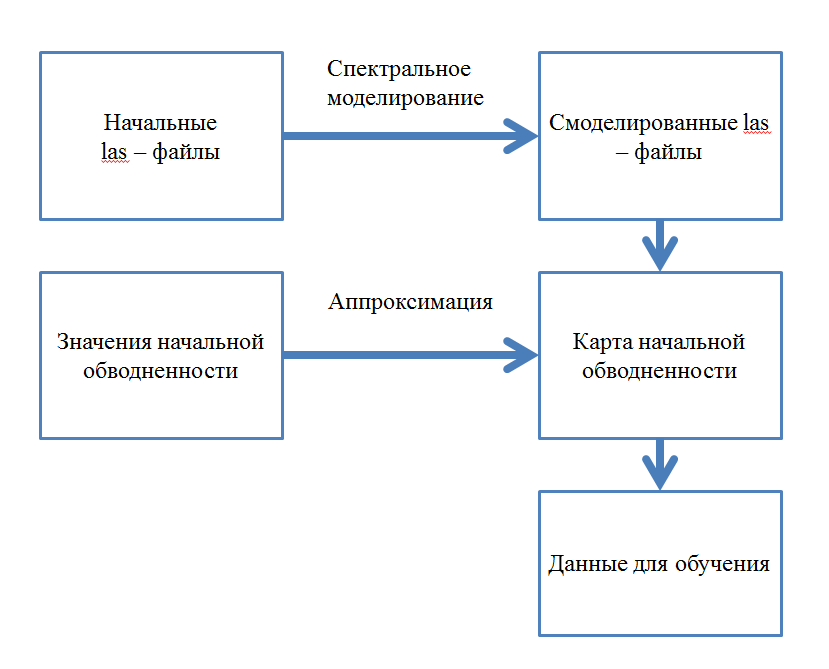 Спектральное
моделирование
Начальные
las – файлы
Смоделированные las
– файлы
Аппроксимация
Значения начальной
обводненности
Карта начальной
обводненности
Данные для обучения